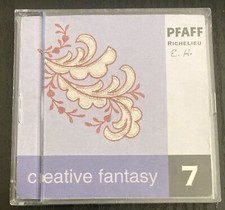 PFAFF
RICHELIEU
creative fantasy 7